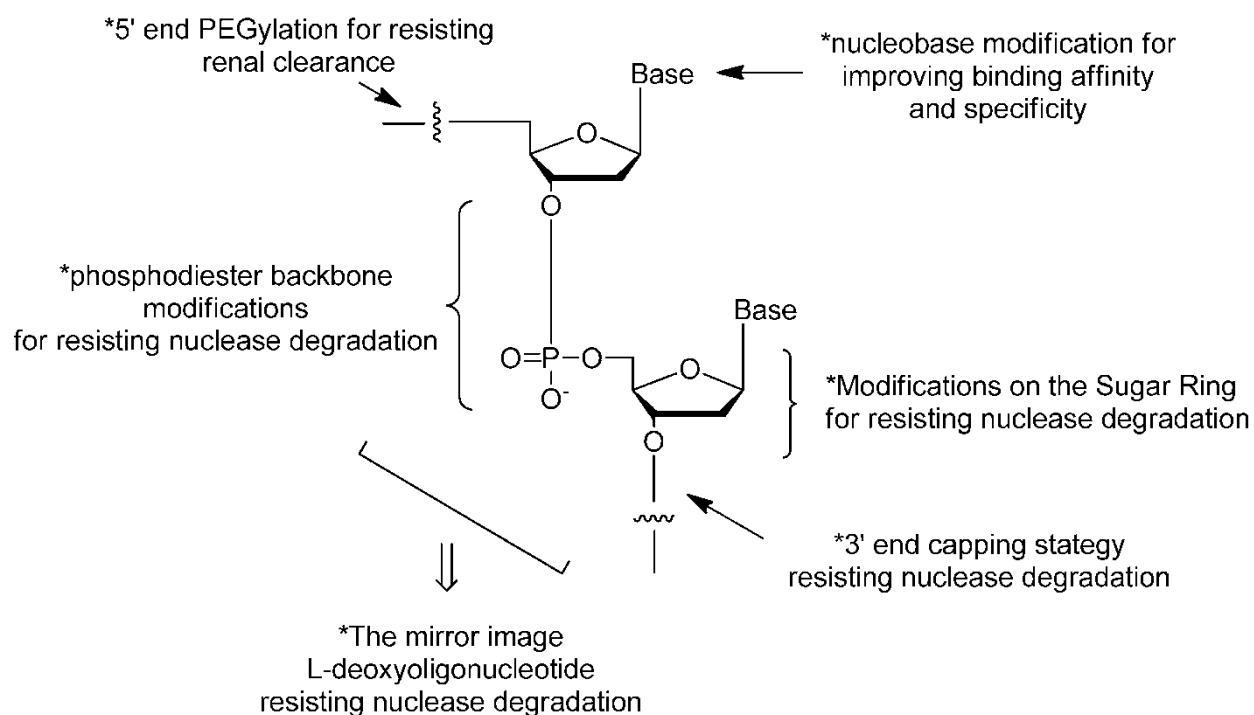 *5' end PEGylation for resisting
renal clearance
*nucleobase modification for
improving binding affinity
and specificity
Base
O
O
*phosphodiester backbone
modifications
for resisting nuclease degradation
Base
O=P-O
O
O-
*Modifications on the Sugar Ring
for resisting nuclease degradation
O
*3' end capping stategy
resisting nuclease degradation
*The mirror image
L-deoxyoligonucleotide
resisting nuclease degradation